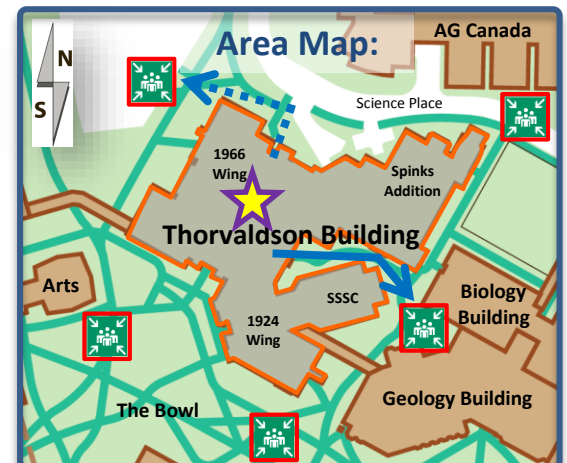 Area Map:
AG Canada
N
S
Science Place
1966
Wing
Spinks
Addition
Thorvaldson Building
Arts
SSSC
Biology
Building
1924
Wing
Geology Building
The Bowl